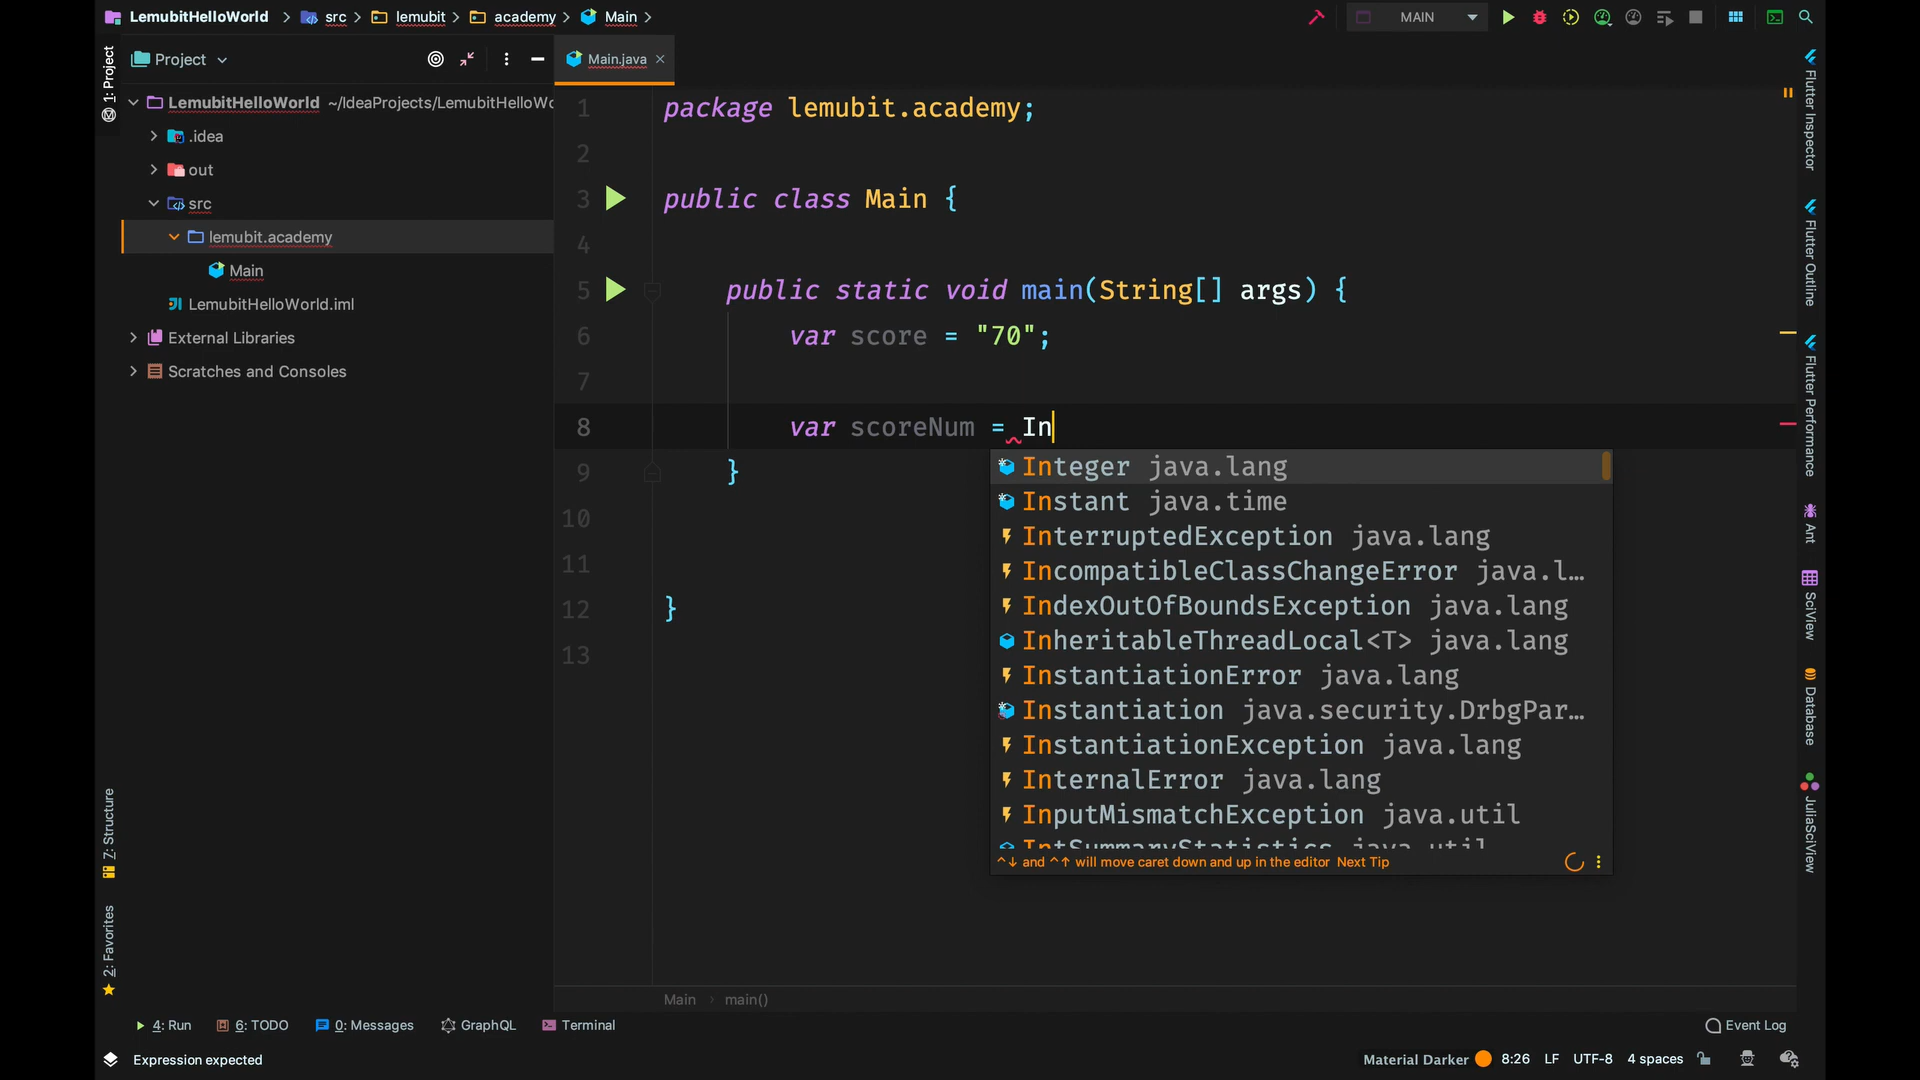 LemubitHelloWorld > src > lemubit > academy > Main >
MAIN
1: Project
Project
Main.java
LemubitHelloWorld ~/IdeaProjects/LemubitHelloWo
.idea
out
src
lemubit.academy
Main
LemubitHelloWorld.iml
External Libraries
Scratches and Consoles
1 package lemubit.academy;
2
3 public class Main {
4
5 public static void main(String[] args) {
6 var score = "70";
7
8 var scoreNum = In
9 }
10
11
12 }
13
Integer java.lang
Instant java.time
InterruptedException java.lang
IncompatibleClassChangeError java.l…
IndexOutOfBoundsException java.lang
InheritableThreadLocal<T> java.lang
InstantiationError java.lang
Instantiation java.security.DrbgPar…
InstantiationException java.lang
InternalError java.lang
InputMismatchException java.util
IntSummaryStatistics java.util
^↓ and ^↑ will move caret down and up in the editor Next Tip
Flutter Inspector
Flutter Outline
Flutter Performance
Ant
SciView
Database
JuliaSciView
7: Structure
2: Favorites
Main > main()
4: Run
6: TODO
0: Messages
GraphQL
Terminal
Event Log
Expression expected
Material Darker
8:26 LF UTF-8 4 spaces